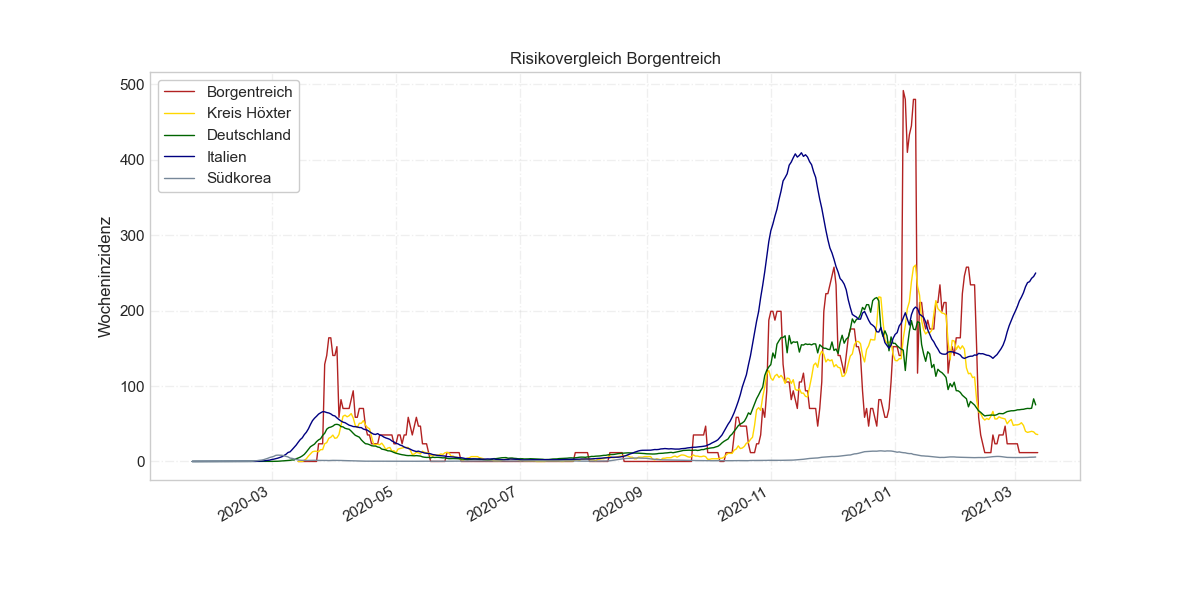 Risikovergleich Borgentreich
Wocheninzidenz
500
400
300
200
100
0
Borgentreich
Kreis Höxter
Deutschland
Italien
Südkorea
2020-03
2020-05
2020-07
2020-09
2020-11
2021-01
2021-03